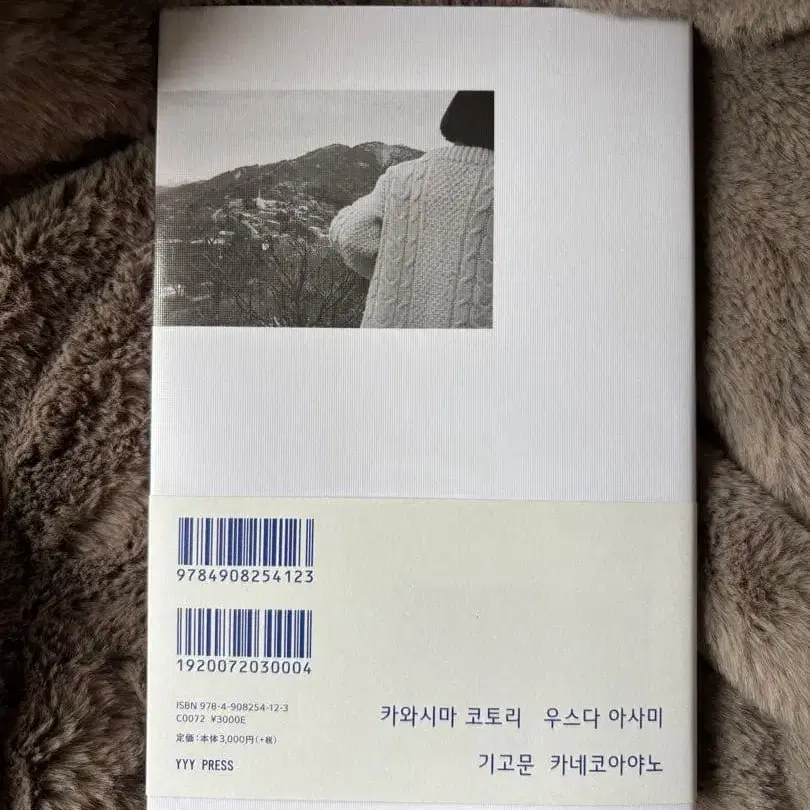 9784908254123
1920072030004
ISBN 978-4-908254-12-3
C0072 ¥3000E
定価：本体3,000円（+税）
YYY PRESS
카와시마 코토리 우스다 아사미
기고문 카네코아야노